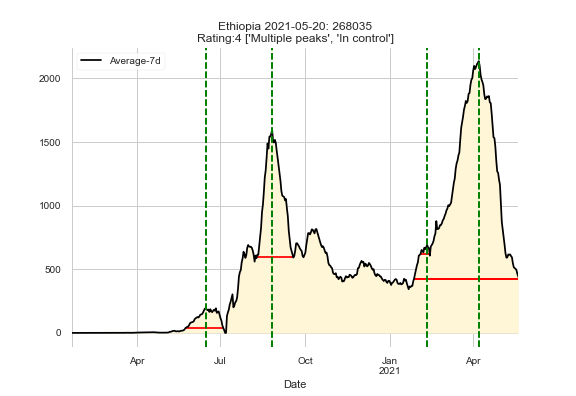 Ethiopia 2021-05-20: 268035
Rating:4 ['Multiple peaks', 'In control']
Average-7d
2000
1500
1000
500
0
Apr
Jul
Oct
Jan
2021
Apr
Date